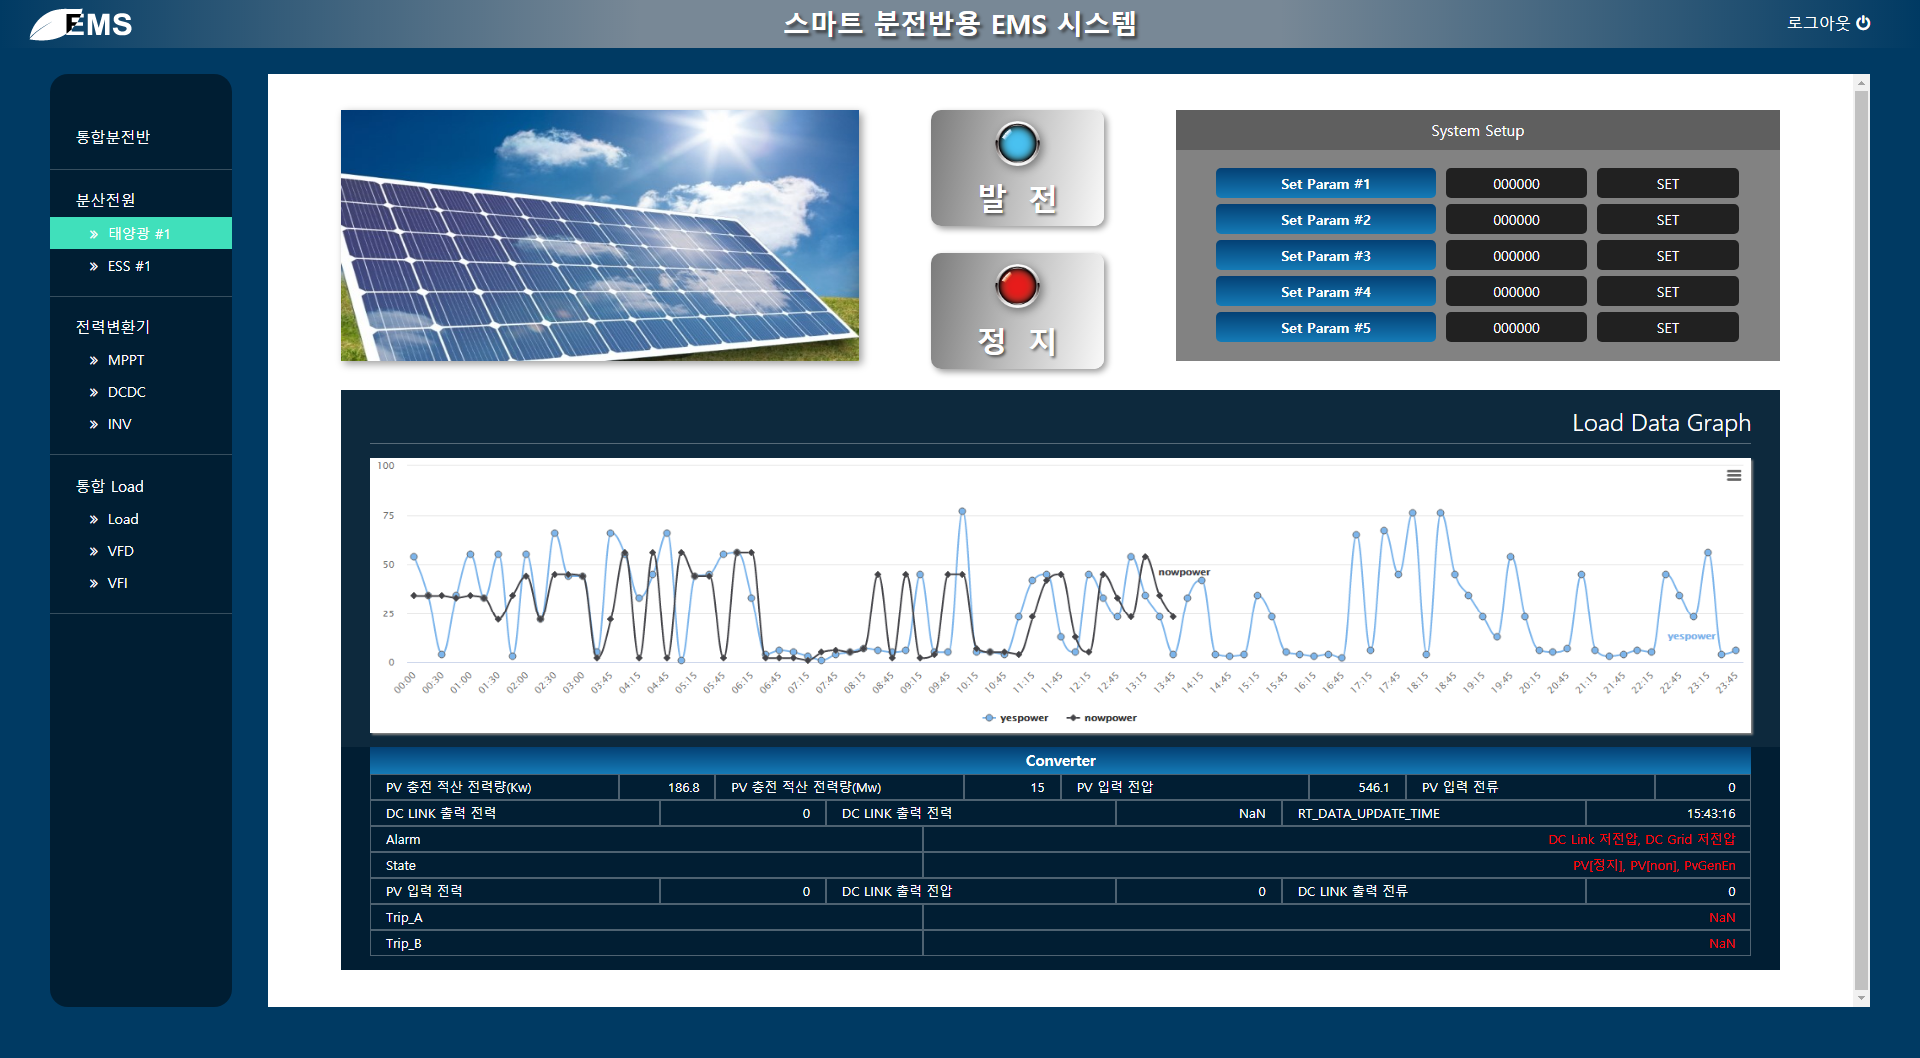 EMS
스마트 분전반용 EMS 시스템
로그아웃
통합분전반
분산전원
태양광 #1
ESS #1
전력변환기
MPPT
DCDC
INV
통합 Load
Load
VFD
VFI
발 전
정 지
System Setup
Set Param #1 000000 SET
Set Param #2 000000 SET
Set Param #3 000000 SET
Set Param #4 000000 SET
Set Param #5 000000 SET
Load Data Graph
100
75
50
25
0
nowpower
yespower
00:00 00:30 01:00 01:30 02:00 02:30 03:00 03:45 04:15 04:45 05:15 05:45 06:15 06:45 07:15 07:45 08:15 08:45 09:15 09:45 10:15 10:45 11:15 11:45 12:15 12:45 13:15 13:45 14:15 14:45 15:15 15:45 16:15 16:45 17:15 17:45 18:15 18:45 19:15 19:45 20:15 20:45 21:15 21:45 22:15 22:45 23:15 23:45
yespower nowpower
Converter
PV 충전 적산 전력량(Kw) 186.8 PV 충전 적산 전력량(Mw) 15 PV 입력 전압 546.1 PV 입력 전류 0
DC LINK 출력 전력 0 DC LINK 출력 전력 NaN RT_DATA_UPDATE_TIME 15:43:16
Alarm DC Link 저전압, DC Grid 저전압
State PV[정지], PV[non], PvGenEn
PV 입력 전력 0 DC LINK 출력 전압 0 DC LINK 출력 전류 0
Trip_A NaN
Trip_B NaN